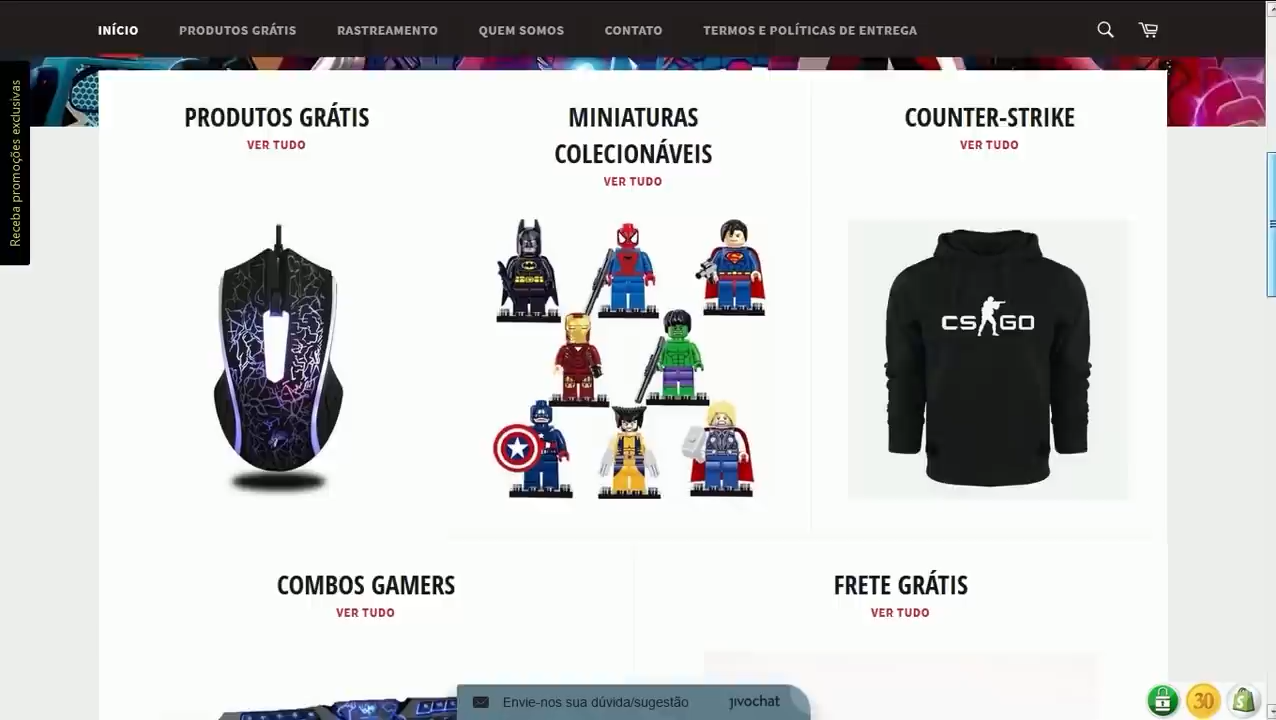 INÍCIO PRODUTOS GRÁTIS RASTREAMENTO QUEM SOMOS CONTATO TERMOS E POLÍTICAS DE ENTREGA
Receba promoções exclusivas
PRODUTOS GRÁTIS
VER TUDO
MINIATURAS
COLECIONÁVEIS
VER TUDO
COUNTER-STRIKE
VER TUDO
CS GO
COMBOS GAMERS
VER TUDO
FRETE GRÁTIS
VER TUDO
Envie-nos sua dúvida/sugestão jivochat
30